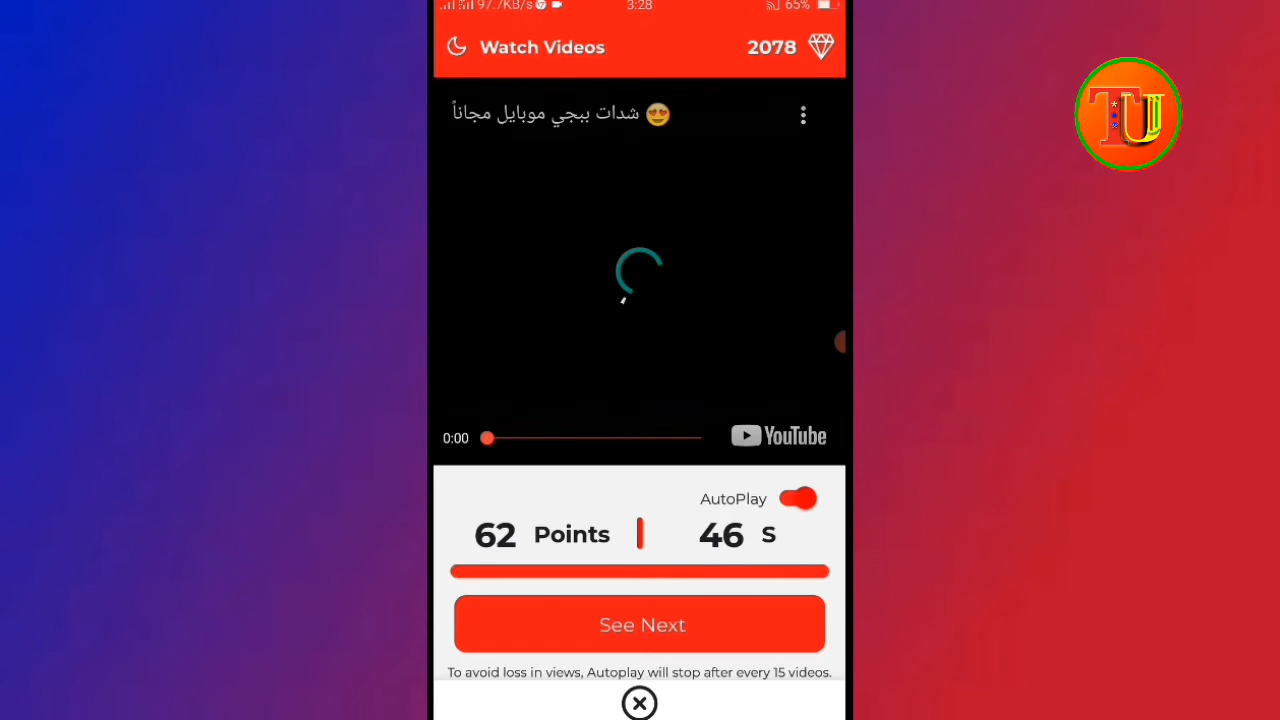 97.7KB/s 3:28 65%
Watch Videos 2078
شدات ببجي موبايل مجاناً 😍
TU
0:00 YouTube
AutoPlay
62 Points 46 S
See Next
To avoid loss in views, Autoplay will stop after every 15 videos.